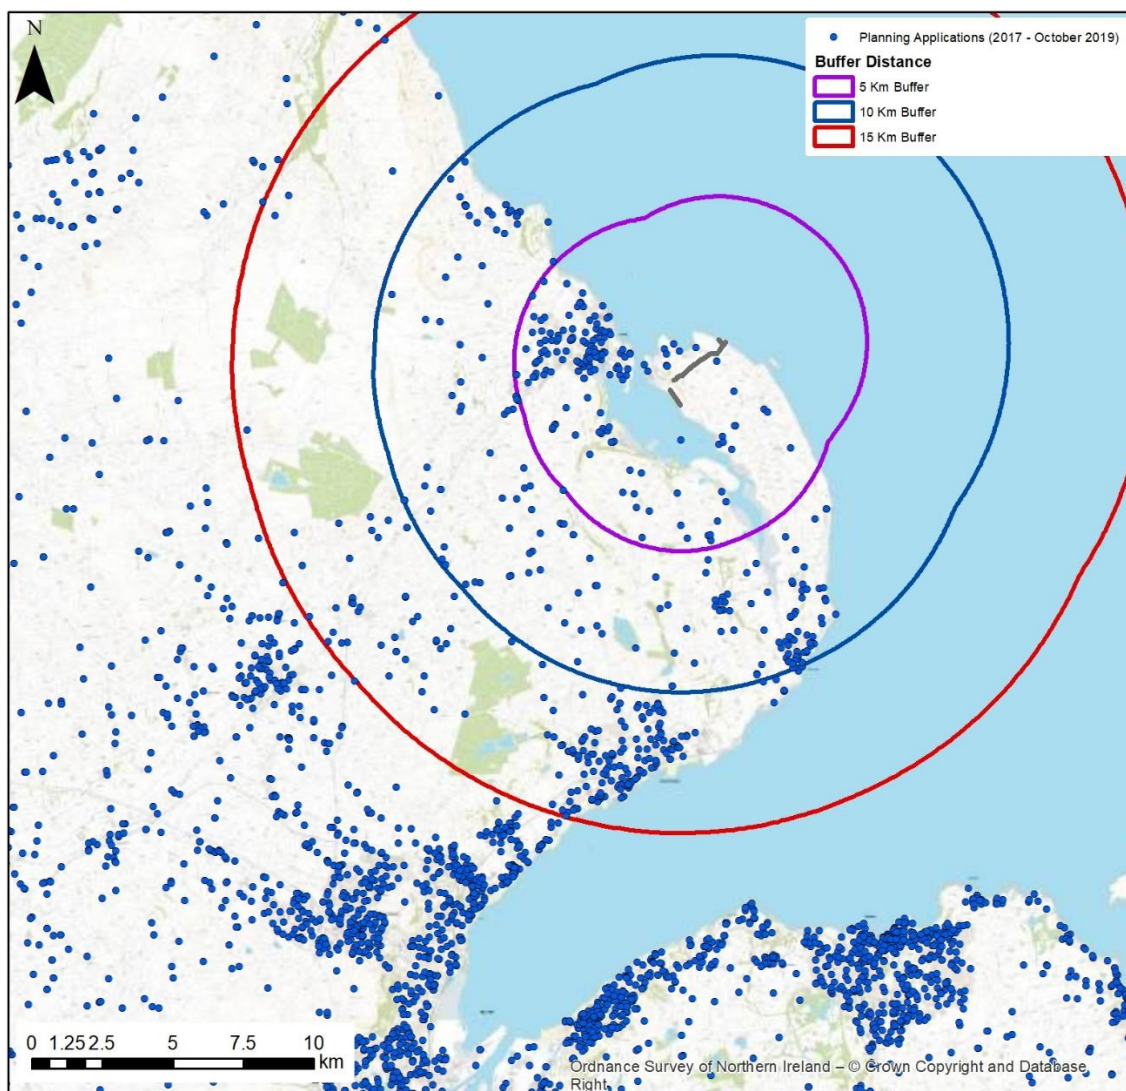 N
Planning Applications (2017 - October 2019)
Buffer Distance
5 Km Buffer
10 Km Buffer
15 Km Buffer
0 1.25 2.5 5 7.5 10
km
Ordnance Survey of Northern Ireland – © Crown Copyright and Database
Right